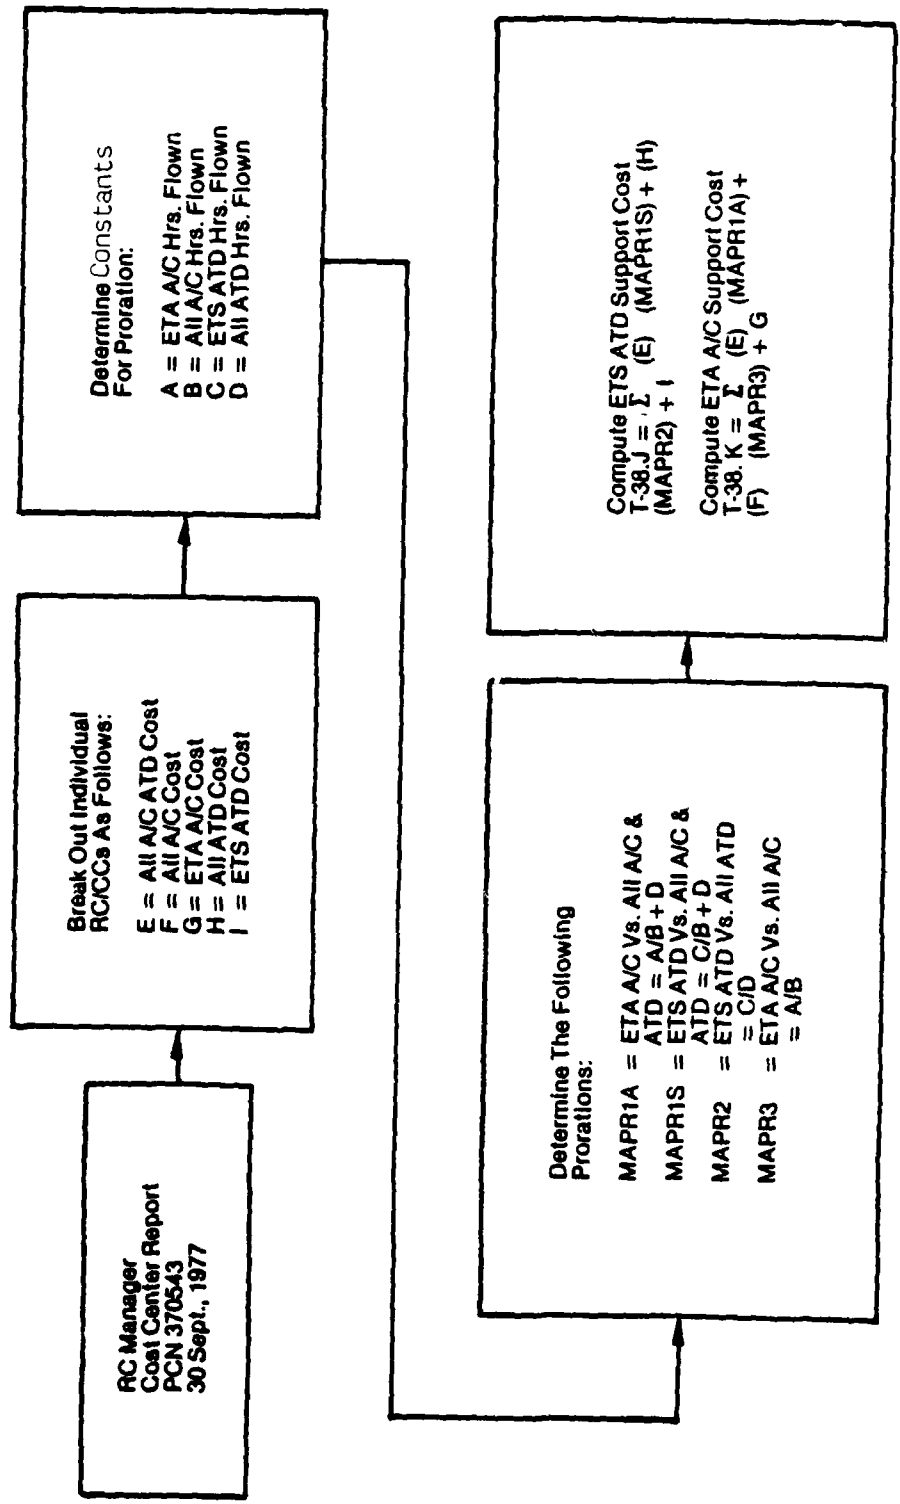 RC Manager
Cost Center Report
PCN 370543
30 Sept., 1977
Break Out Individual
RC/CCs As Follows:
E = All A/C ATD Cost
F = All A/C Cost
G = ETA A/C Cost
H = All ATD Cost
I = ETS ATD Cost
Determine Constants
For Proration:
A = ETA A/C Hrs. Flown
B = All A/C Hrs. Flown
C = ETS ATD Hrs. Flown
D = All ATD Hrs. Flown
Determine The Following
Prorations:
MAPR1A = ETA A/C Vs. All A/C &
ATD = A/B + D
MAPR1S = ETS ATD Vs. All A/C &
ATD = C/B + D
MAPR2 = ETS ATD Vs. All ATD
= C/D
MAPR3 = ETA A/C Vs. All A/C
= A/B
Compute ETS ATD Support Cost
T-38.J = Σ (E) (MAPR1S) + (H)
(MAPR2) + I
Compute ETA A/C Support Cost
T-38. K = Σ (E) (MAPR1A) +
(F) (MAPR3) + G